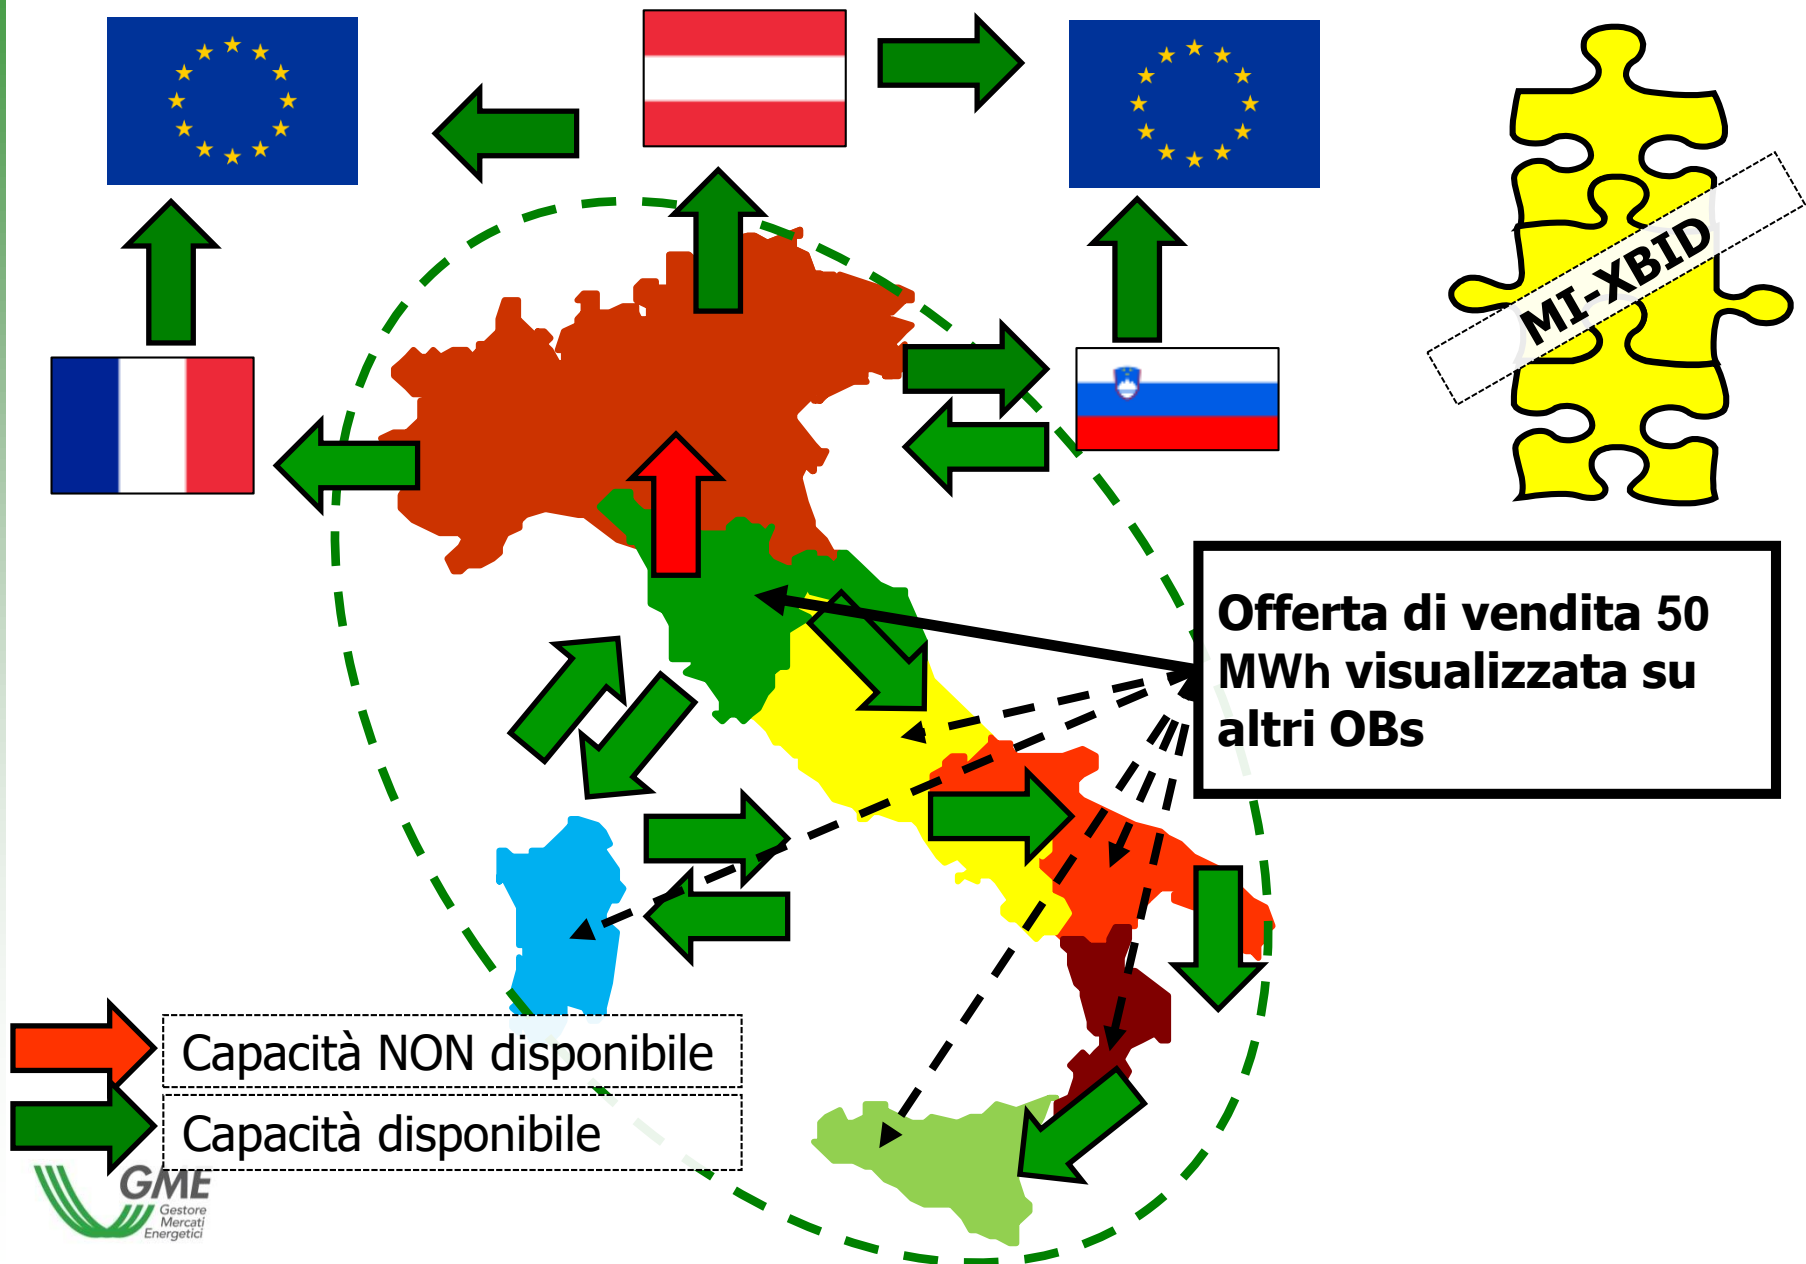 MI-XBID
Offerta di vendita 50
MWh visualizzata su
altri OBs
Capacità NON disponibile
Capacità disponibile
GME
Gestore
Mercati
Energetici